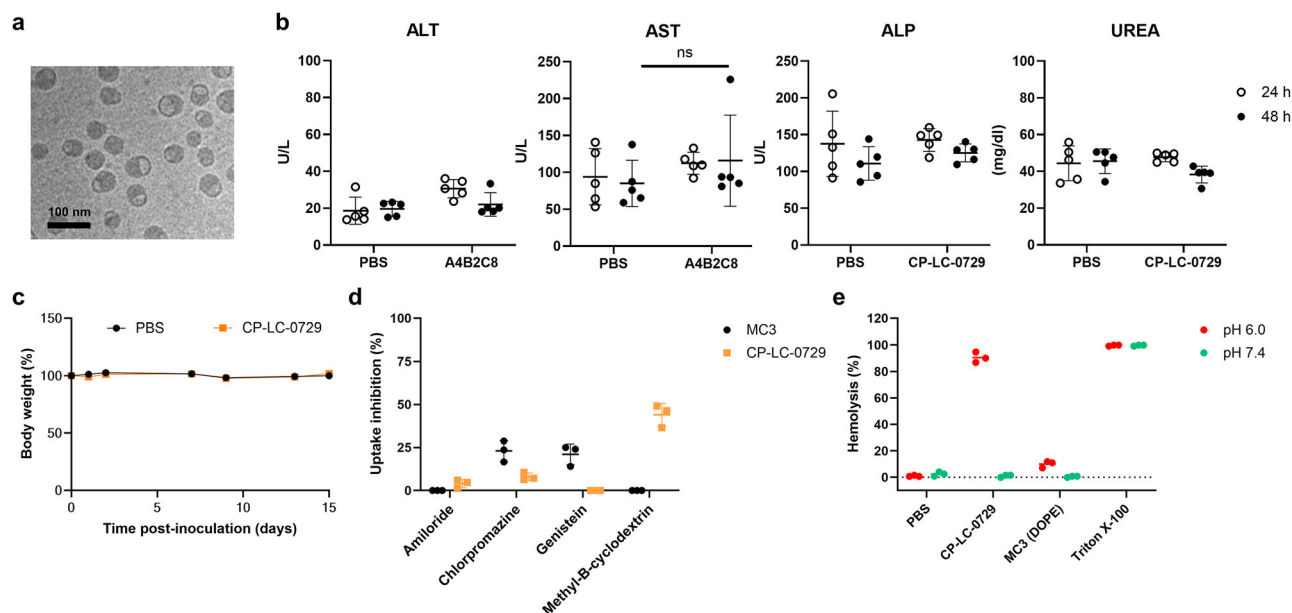 a
100 nm
b
ALT
U/L
100
80
60
40
20
0
PBS
A4B2C8
AST
ns
U/L
250
200
150
100
50
0
PBS
A4B2C8
ALP
U/L
250
200
150
100
50
0
PBS
CP-LC-0729
UREA
(mg/dl)
100
80
60
40
20
0
PBS
CP-LC-0729
24 h
48 h
c
PBS
CP-LC-0729
Body weight (%)
150
100
50
0
0
5
10
15
Time post-inoculation (days)
d
MC3
CP-LC-0729
Uptake inhibition (%)
100
75
50
25
0
Amiloride
Chlorpromazine
Genistein
Methyl-B-cyclodextrin
e
pH 6.0
pH 7.4
Hemolysis (%)
120
100
80
60
40
20
0
PBS
CP-LC-0729
MC3 (DOPE)
Triton X-100